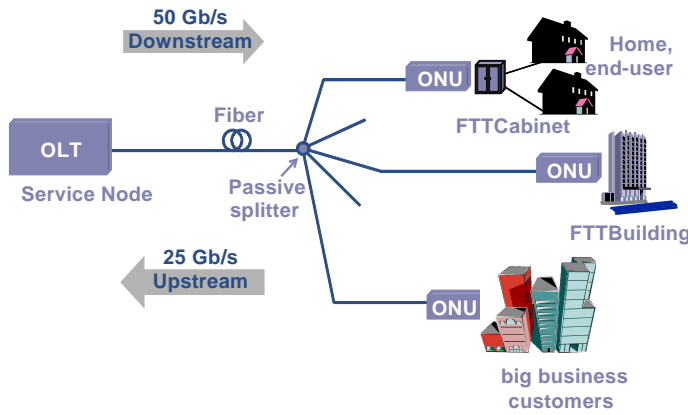 50 Gb/s
Downstream
Home,
end-user
ONU
FTTCabinet
Fiber
OLT
Service Node
Passive
splitter
ONU
FTTBuilding
25 Gb/s
Upstream
ONU
big business
customers